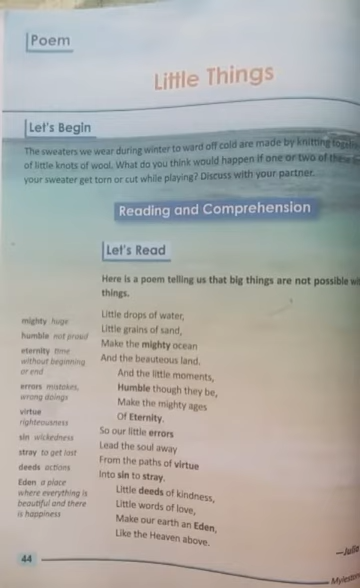 Poem
Little Things
Let's Begin
The sweaters we wear during winter to ward off cold are made by knitting
of little knots of wool. What do you think would happen if one or two of
your sweater get torn or cut while playing? Discuss with your partner.
Reading and Comprehension
Let's Read
Here is a poem telling us that big things are not possible
things.
mighty huge
humble not proud
eternity time
without beginning
or end
errors mistakes,
wrong doings
virtue
righteousness
sin wickedness
stray to get lost
deeds actions
Eden a place
where everything is
beautiful and there
is happiness
Little drops of water,
Little grains of sand,
Make the mighty ocean
And the beauteous land.
And the little moments,
Humble though they be,
Make the mighty ages
Of Eternity.
So our little errors
Lead the soul away
From the paths of virtue
Into sin to stray.
Little deeds of kindness,
Little words of love,
Make our earth an Eden,
Like the Heaven above.
44